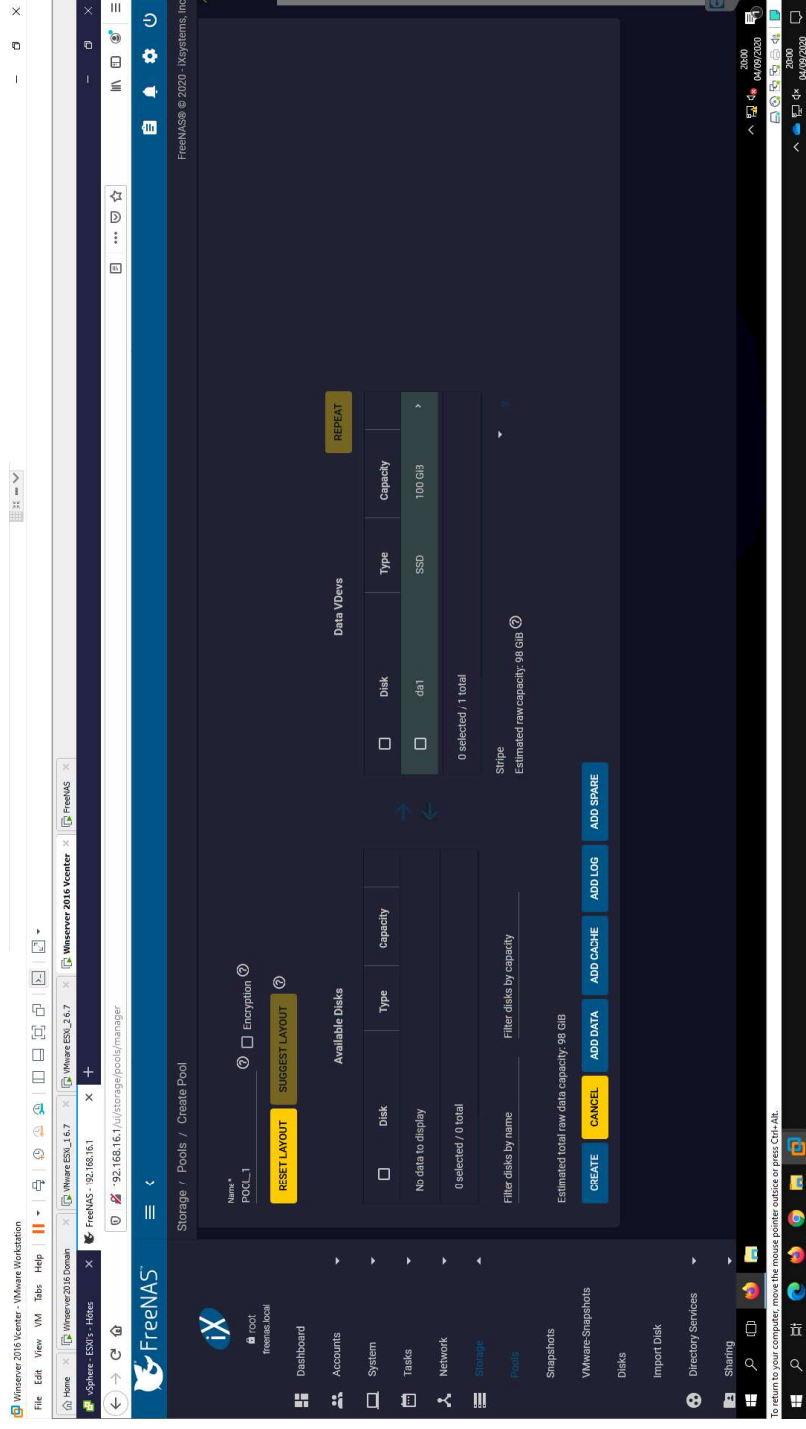 Winserver 2016 Vcenter - VMware Workstation
File Edit View VM Tabs Help
Home
Winserver2016 Domain
VMware ESXi_1 6.7
VMware ESXi_2 6.7
Winserver 2016 Vcenter
FreeNAS
vSphere - ESXi's - Hôtes
FreeNAS - 192.168.16.1
192.168.16.1/ui/storage/pools/manager
FreeNAS
Storage / Pools / Create Pool
FreeNAS® © 2020 - iXsystems, Inc
iX
root
freenas.local
Dashboard
Accounts
System
Tasks
Network
Storage
Pools
Snapshots
VMware-Snapshots
Disks
Import Disk
Directory Services
Sharing
Name*
POOL_1
Encryption
RESET LAYOUT
SUGGEST LAYOUT
Available Disks
Disk Type Capacity
No data to display
0 selected / 0 total
Filter disks by name
Filter disks by capacity
Data VDevs
REPEAT
Disk Type Capacity
da1 SSD 100 GiB
0 selected / 1 total
Stripe
Estimated raw capacity: 98 GiB
Estimated total raw data capacity: 98 GiB
CREATE
CANCEL
ADD DATA
ADD CACHE
ADD LOG
ADD SPARE
20:00
04/09/2020
To return to your computer, move the mouse pointer outside or press Ctrl+Alt.
20:00
04/09/2020